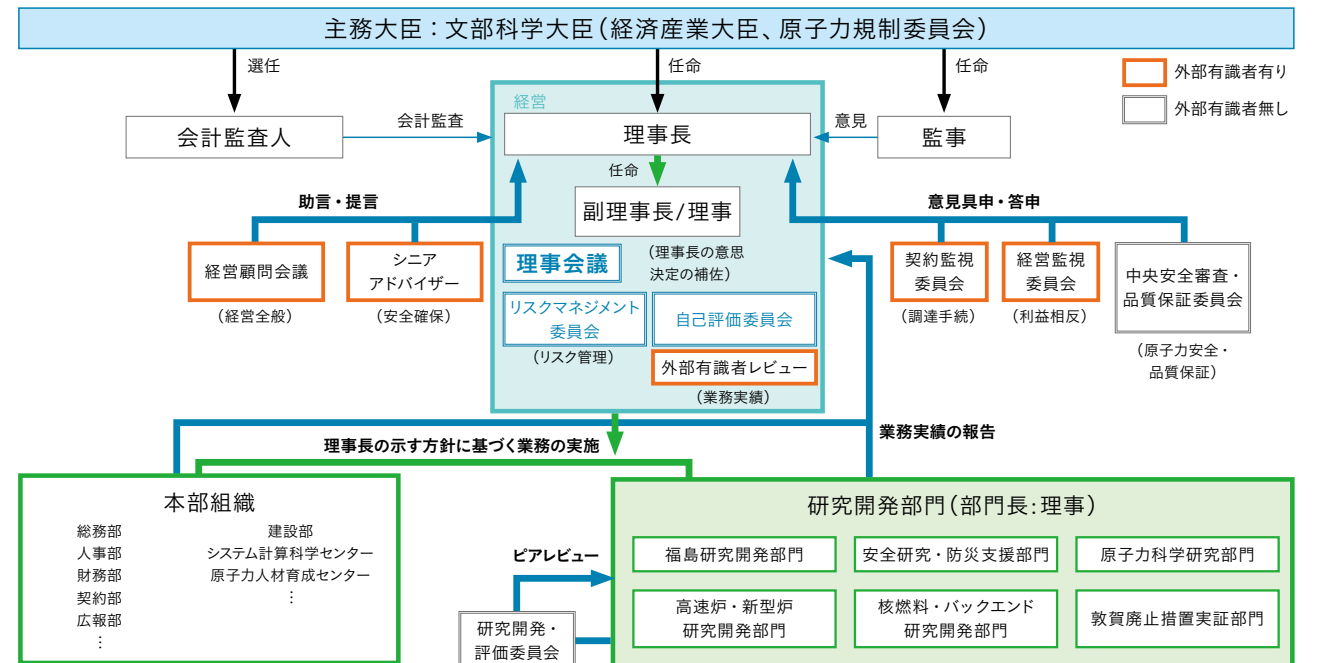 主務大臣：文部科学大臣（経済産業大臣、原子力規制委員会）
選任
任命
任命
外部有識者有り
外部有識者無し
経営
会計監査人
会計監査
理事長
意見
監事
任命
助言・提言
副理事長/理事
意見具申・答申
経営顧問会議
（経営全般）
シニア
アドバイザー
（安全確保）
理事会議
（理事長の意思
決定の補佐）
リスクマネジメント
委員会
（リスク管理）
自己評価委員会
外部有識者レビュー
（業務実績）
契約監視
委員会
（調達手続）
経営監視
委員会
（利益相反）
中央安全審査・
品質保証委員会
（原子力安全・
品質保証）
理事長の示す方針に基づく業務の実施
業務実績の報告
本部組織
総務部
人事部
財務部
契約部
広報部
⋮
建設部
システム計算科学センター
原子力人材育成センター
⋮
ピアレビュー
研究開発・
評価委員会
研究開発部門（部門長：理事）
福島研究開発部門
安全研究・防災支援部門
原子力科学研究部門
高速炉・新型炉
研究開発部門
核燃料・バックエンド
研究開発部門
敦賀廃止措置実証部門